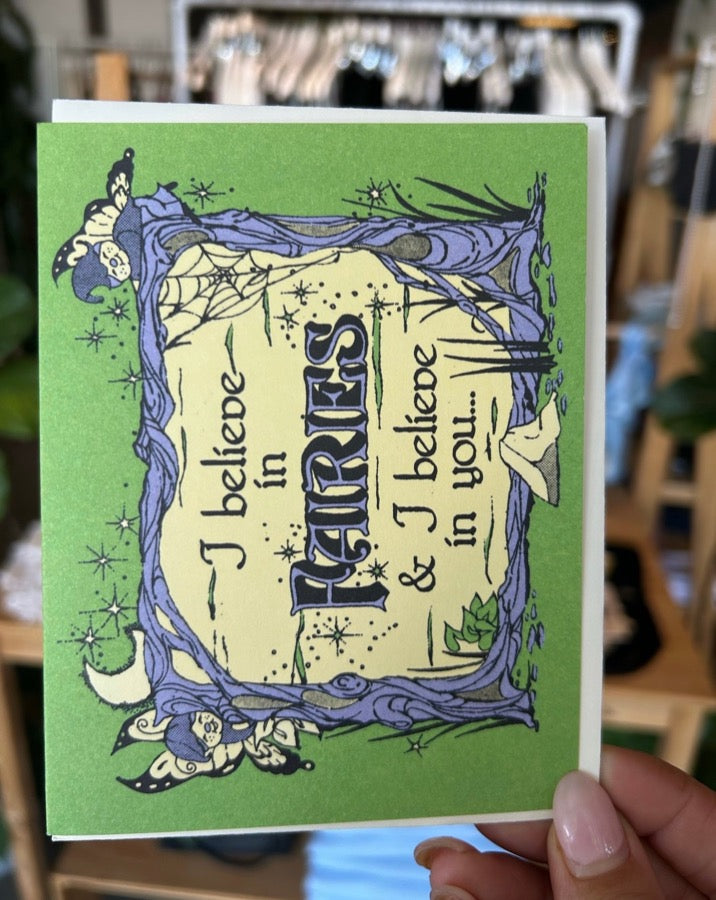 I believe
in
FAIRIES
& I believe
in you...